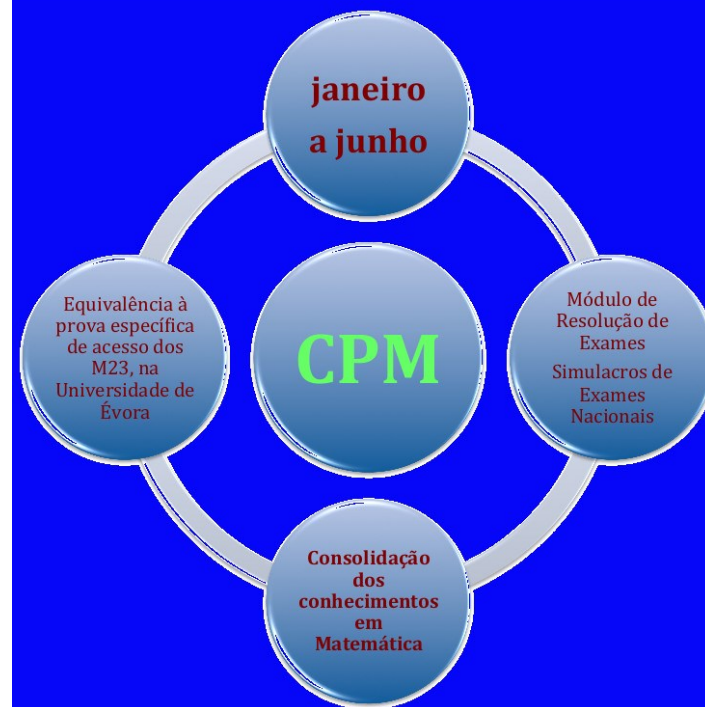 janeiro
a junho
Equivalência à
prova específica
de acesso dos
M23, na
Universidade de
Évora
CPM
Módulo de
Resolução de
Exames
Simulacros de
Exames
Nacionais
Consolidação
dos
conhecimentos
em
Matemática